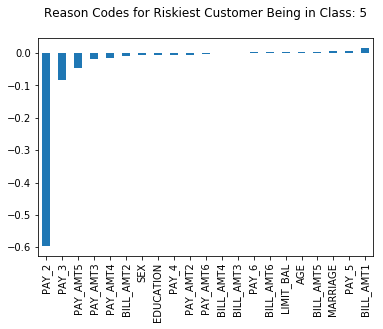 Reason Codes for Riskiest Customer Being in Class: 5
0.0
−0.1
−0.2
−0.3
−0.4
−0.5
−0.6
PAY_2
PAY_3
PAY_AMT5
PAY_AMT3
PAY_AMT4
BILL_AMT2
SEX
EDUCATION
PAY_4
PAY_AMT2
PAY_AMT6
BILL_AMT4
BILL_AMT3
PAY_6
BILL_AMT6
LIMIT_BAL
AGE
BILL_AMT5
MARRIAGE
PAY_5
BILL_AMT1